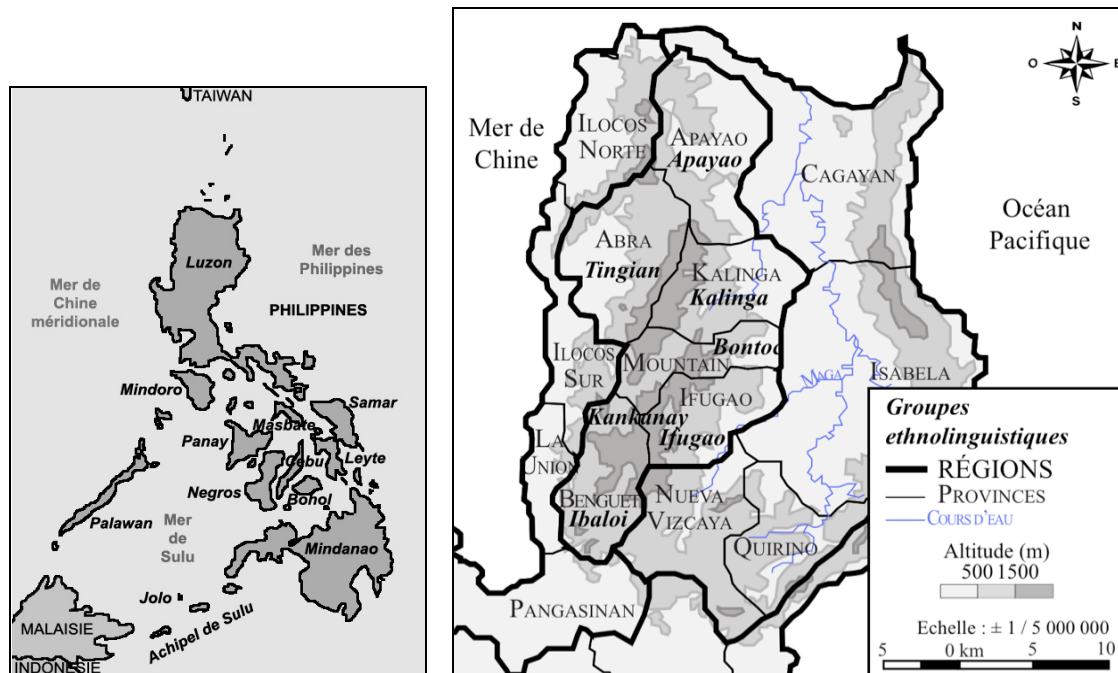 TAIWAN
Luzon
Mer des
Philippines
Mer de
Chine
méridionale
PHILIPPINES
Mindoro
Samar
Masbate
Panay
Cebu
Leyte
Negros
Bohol
Palawan
Mer
de
Sulu
Mindanao
Jolo
Achipel de Sulu
MALAISIE
INDONESIE
N
O
E
S
Mer de
Chine
ILOCOS
NORTE
APAYAO
Apayao
CAGAYAN
Océan
Pacifique
ABRA
Tingian
KALINGA
Kalinga
Bontoc
ILOCOS
SUR
MOUNTAIN
MAGA
ISABELA
IFUGAO
Kankanay
Ifugao
LA
UNION
BENGUET
Ibaloi
NUEVA
VIZCAYA
QUIRINO
PANGASINAN
Groupes
ethnolinguistiques
RÉGIONS
PROVINCES
COURS D'EAU
Altitude (m)
500 1500
Echelle : ± 1 / 5 000 000
5 0 km 5 10